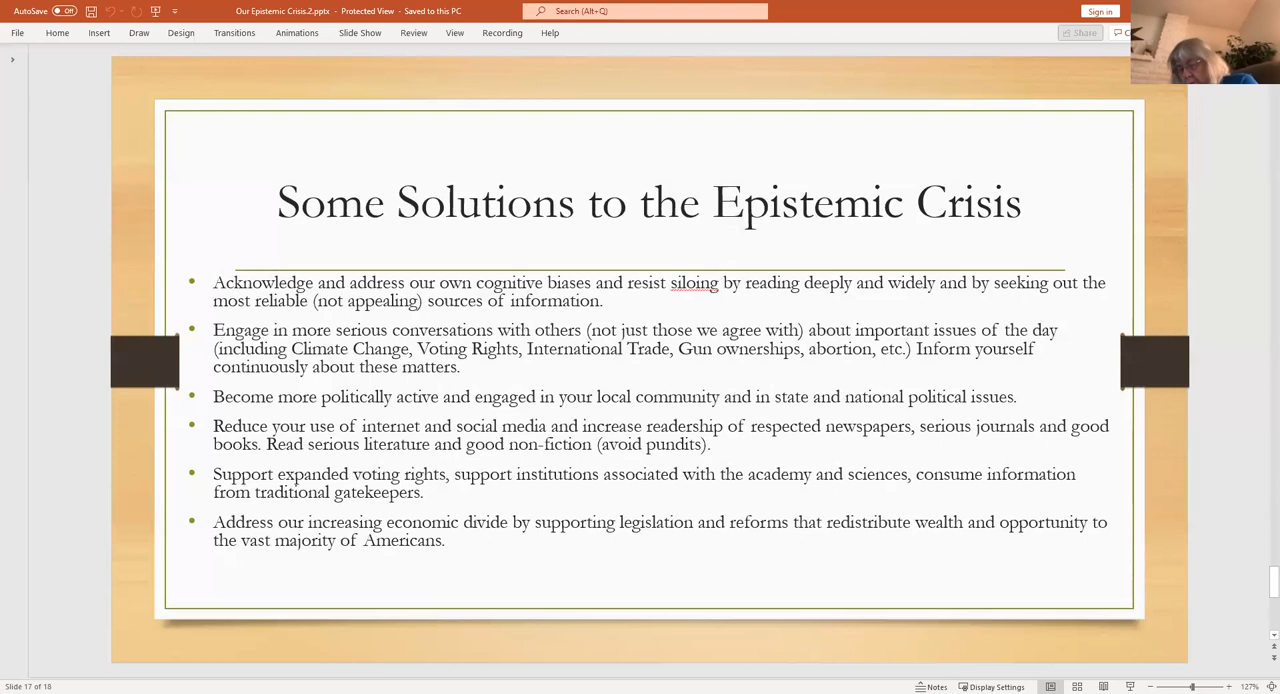 AutoSave Off Our Epistemic Crisis.2.pptx - Protected View - Saved to this PC Search (Alt+Q) Sign in
File Home Insert Draw Design Transitions Animations Slide Show Review View Recording Help Share
Some Solutions to the Epistemic Crisis
• Acknowledge and address our own cognitive biases and resist siloing by reading deeply and widely and by seeking out the
most reliable (not appealing) sources of information.
• Engage in more serious conversations with others (not just those we agree with) about important issues of the day
(including Climate Change, Voting Rights, International Trade, Gun ownerships, abortion, etc.) Inform yourself
continuously about these matters.
• Become more politically active and engaged in your local community and in state and national political issues.
• Reduce your use of internet and social media and increase readership of respected newspapers, serious journals and good
books. Read serious literature and good non-fiction (avoid pundits).
• Support expanded voting rights, support institutions associated with the academy and sciences, consume information
from traditional gatekeepers.
• Address our increasing economic divide by supporting legislation and reforms that redistribute wealth and opportunity to
the vast majority of Americans.
Slide 17 of 18 Notes Display Settings 127%